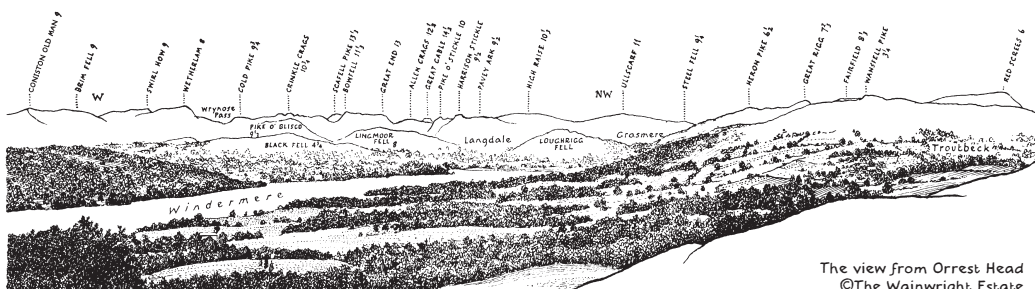 CONISTON OLD MAN 9
BRIM FELL 9
W
SWIRL HOW 9
WETHERLAM 8
Wrynose
Pass
COLD PIKE 9¼
CRINKLE CRAGS
10¼
SCAFELL PIKE 13½
BOWFELL 11½
GREAT END 13
ALLEN CRAGS 12½
GREAT GABLE 14½
PIKE O' STICKLE 10
HARRISON STICKLE
9½
PAVEY ARK 9½
HIGH RAISE 10½
NW
ULLSCARF 11
STEEL FELL 9¼
HERON PIKE 6½
GREAT RIGG 7½
FAIRFIELD 8½
WANSFELL PIKE
3¼
RED SCREES 6
PIKE O' BLISCO
9½
BLACK FELL 4¼
LINGMOOR
FELL 8
Langdale
LOUGHRIGG
FELL
Grasmere
Troutbeck
Windermere
The view from Orrest Head
©The Wainwright Estate